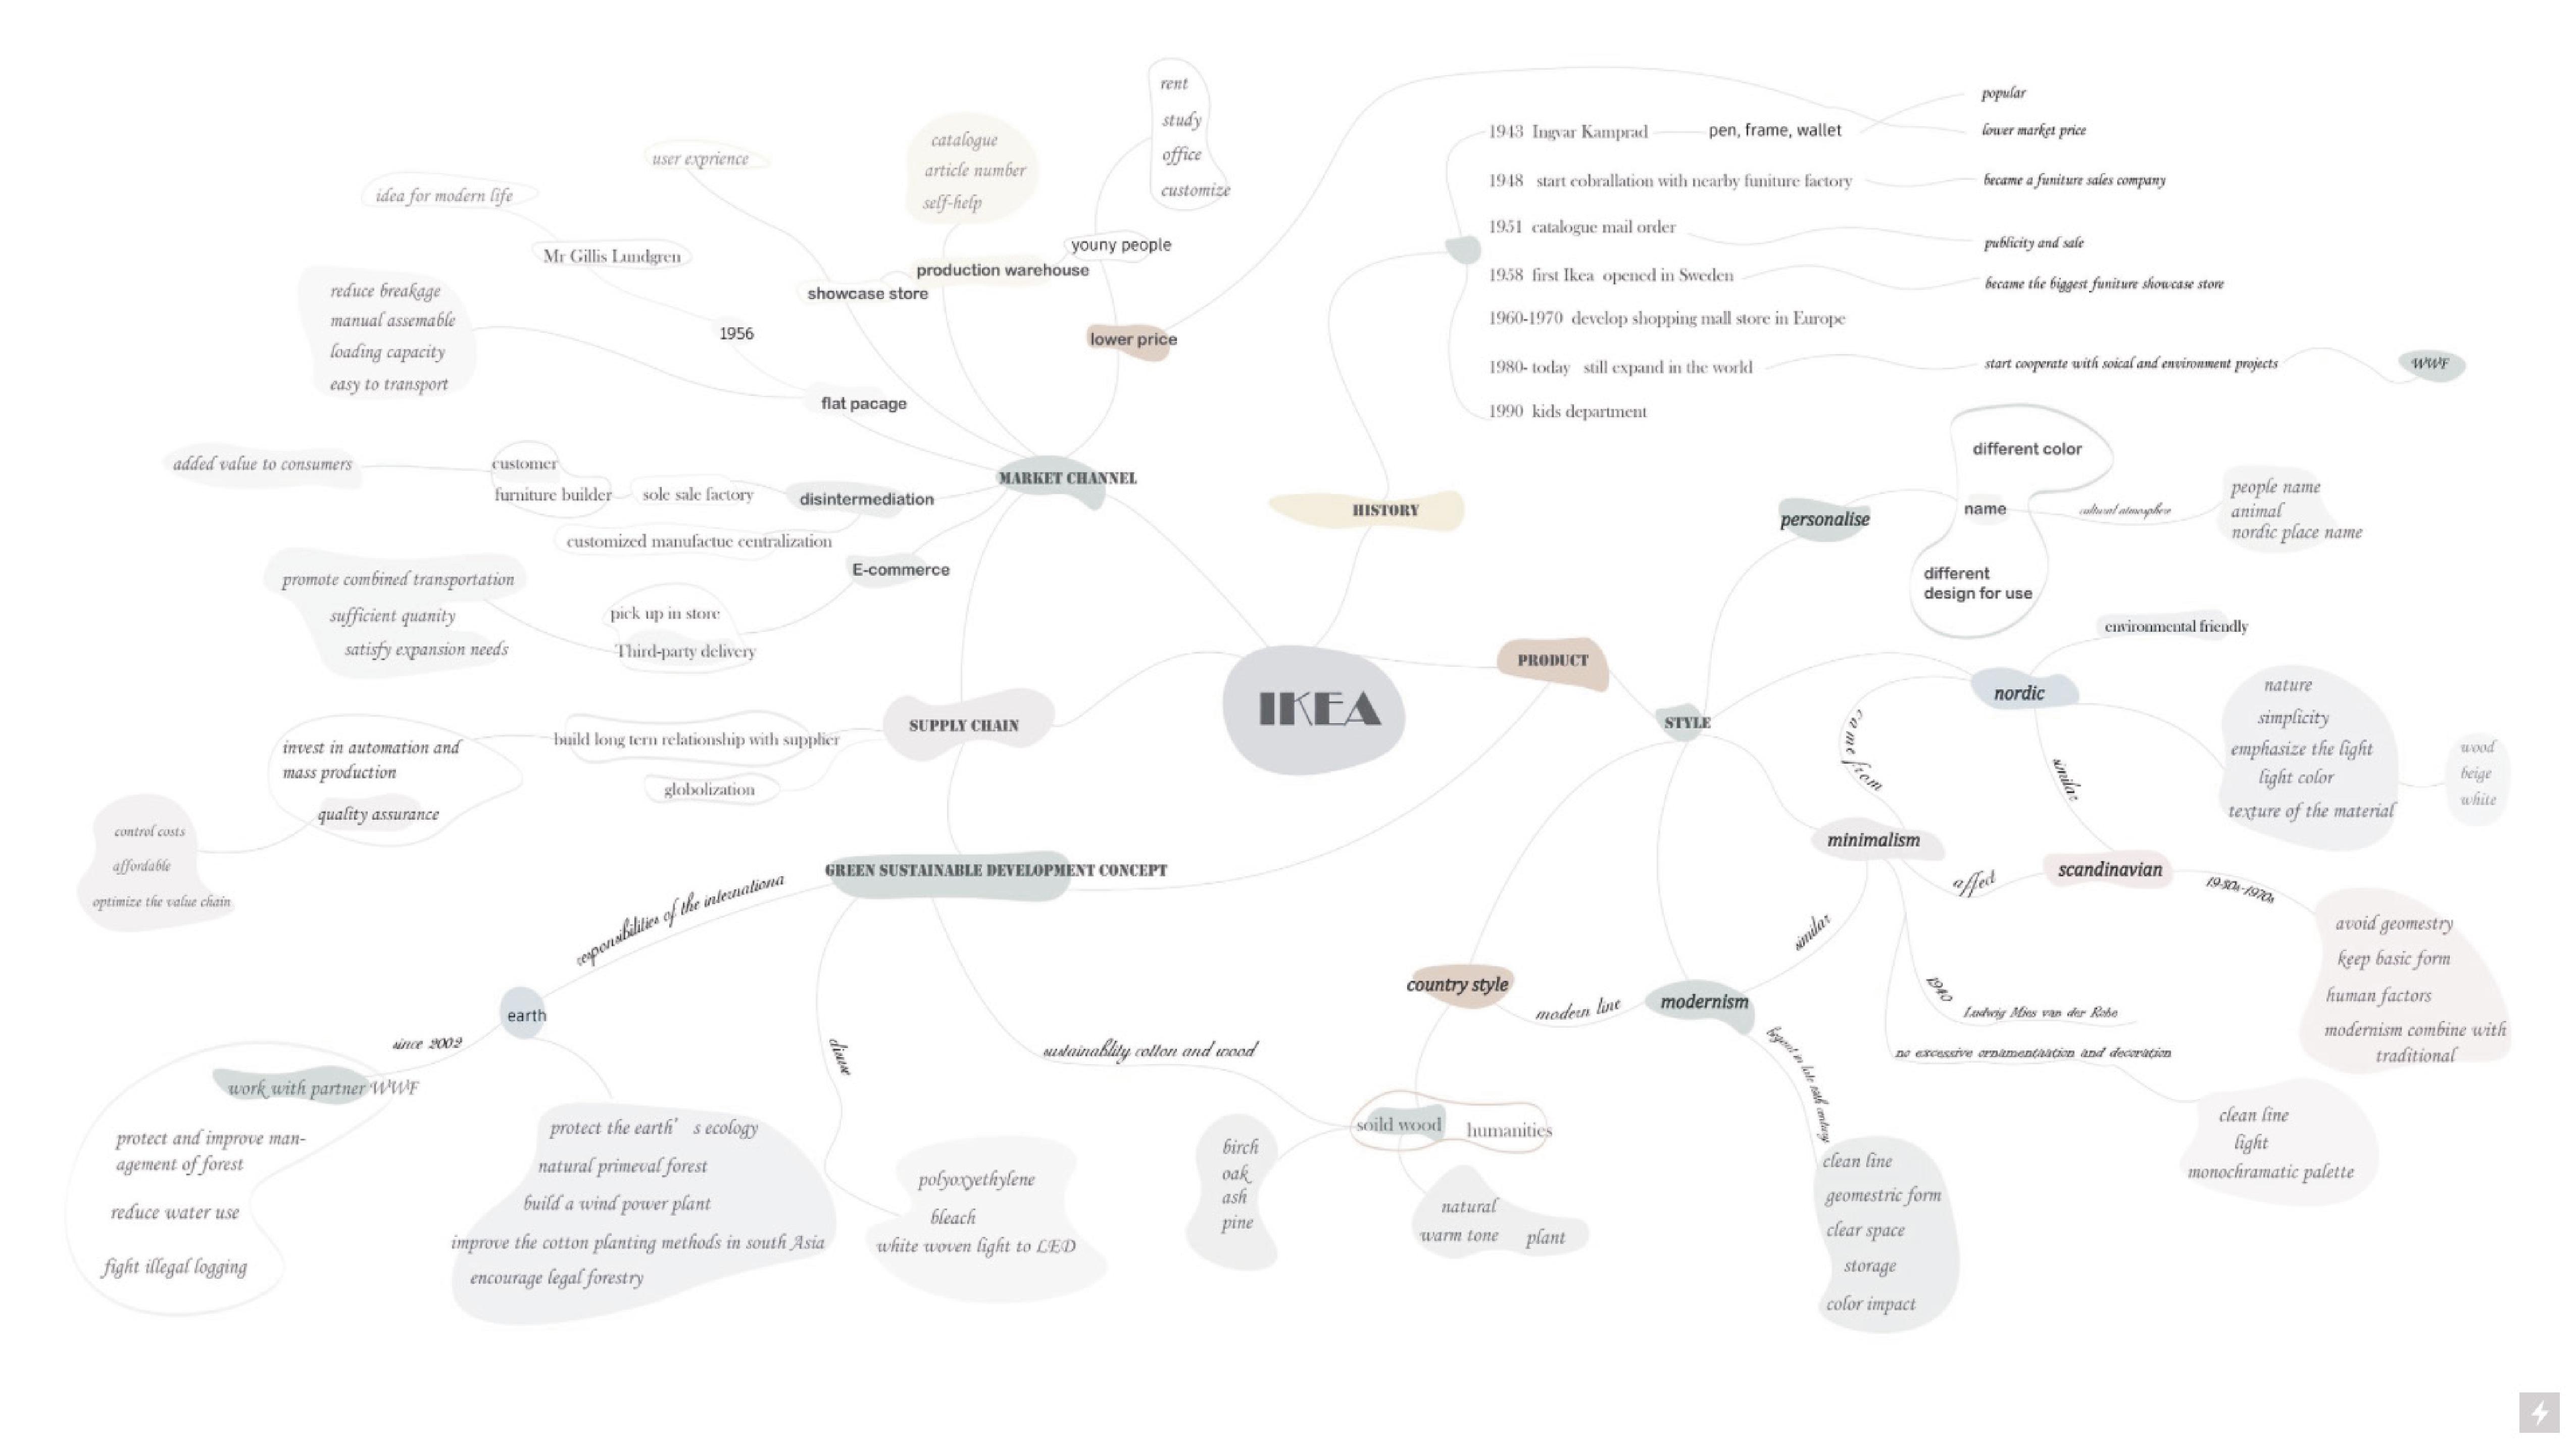 IKEA
MARKET CHANNEL
lower price
youny people
rent
study
office
customize
production warehouse
catalogue
article number
self-help
showcase store
user exprience
flat pacage
1956
Mr Gillis Lundgren
idea for modern life
reduce breakage
manual assemable
loading capacity
easy to transport
disintermediation
sole sale factory
customer
furniture builder
added value to consumers
customized manufactue centralization
E-commerce
pick up in store
Third-party delivery
promote combined transportation
sufficient quanity
satisfy expansion needs
HISTORY
1943 Ingvar Kamprad
pen, frame, wallet
popular
lower market price
1948 start cobrallation with nearby funiture factory
became a funiture sales company
1951 catalogue mail order
publicity and sale
1958 first Ikea opened in Sweden
became the biggest funiture showcase store
1960-1970 develop shopping mall store in Europe
1980- today still expand in the world
start cooperate with soical and environment projects
WWF
1990 kids department
SUPPLY CHAIN
build long tern relationship with supplier
globolization
invest in automation and
mass production
quality assurance
control costs
affordable
optimize the value chain
PRODUCT
STYLE
personalise
different color
name
different
design for use
cultural atmosphere
people name
animal
nordic place name
nordic
environmental friendly
nature
simplicity
emphasize the light
light color
texture of the material
wood
beige
white
came from
similar
minimalism
affect
scandinavian
1930s-1970s
avoid geomestry
keep basic form
human factors
modernism combine with
traditional
1940
Ludwig Mies van der Rohe
no excessive ornamentaation and decoration
clean line
light
monochramatic palette
similar
modernism
modern line
country style
begun in late 19th century
clean line
geomestric form
clear space
storage
color impact
soild wood
humanities
birch
oak
ash
pine
natural
warm tone
plant
GREEN SUSTAINABLE DEVELOPMENT CONCEPT
responsibilities of the internationa
earth
since 2002
work with partner WWF
protect and improve man-
agement of forest
reduce water use
fight illegal logging
protect the earth' s ecology
natural primeval forest
build a wind power plant
improve the cotton planting methods in south Asia
encourage legal forestry
disuse
polyoxyethylene
bleach
white woven light to LED
sustainablity cotton and wood